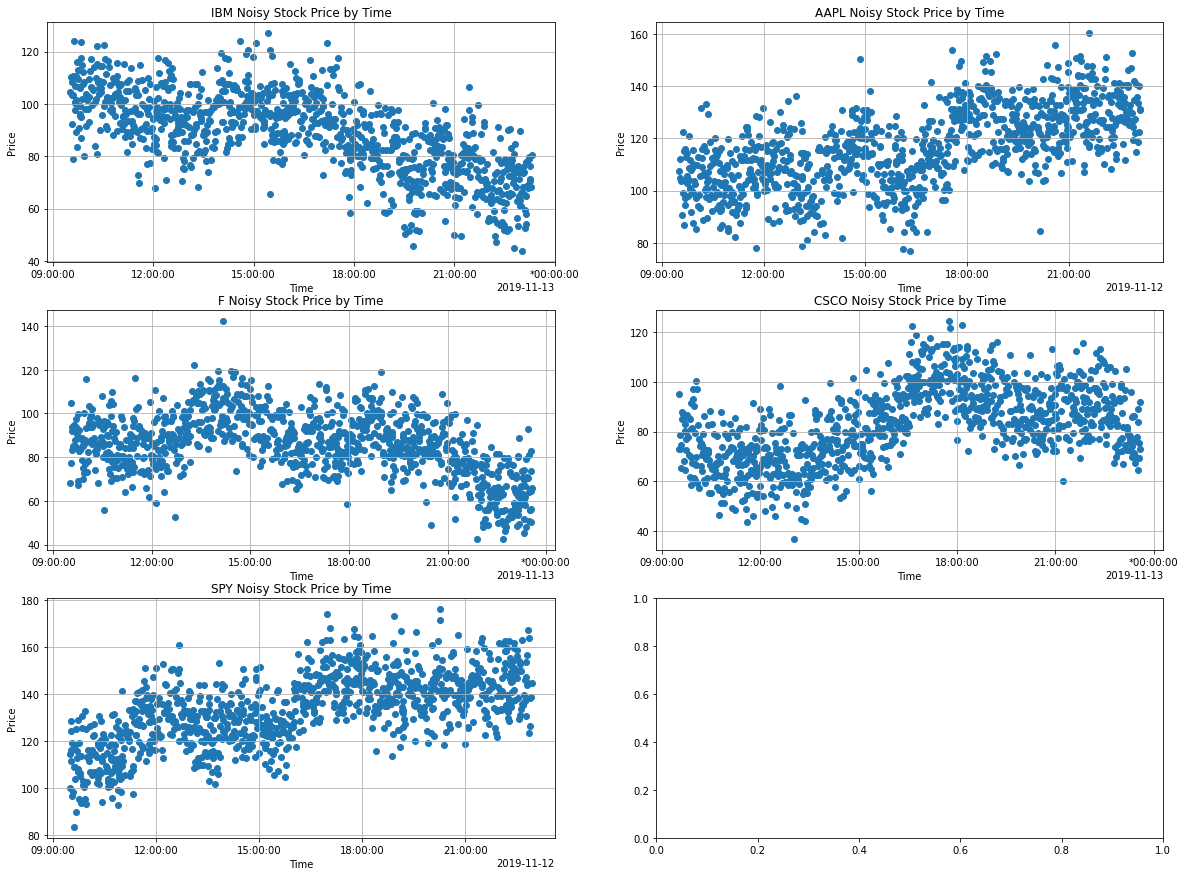 IBM Noisy Stock Price by Time
120
100
80
60
40
Price
09:00:00 12:00:00 15:00:00 18:00:00 21:00:00 *00:00:00
Time
2019-11-13
AAPL Noisy Stock Price by Time
160
140
120
100
80
Price
09:00:00 12:00:00 15:00:00 18:00:00 21:00:00
Time
2019-11-12
F Noisy Stock Price by Time
140
120
100
80
60
40
Price
09:00:00 12:00:00 15:00:00 18:00:00 21:00:00 *00:00:00
Time
2019-11-13
CSCO Noisy Stock Price by Time
120
100
80
60
40
Price
09:00:00 12:00:00 15:00:00 18:00:00 21:00:00 *00:00:00
Time
2019-11-13
SPY Noisy Stock Price by Time
180
160
140
120
100
80
Price
09:00:00 12:00:00 15:00:00 18:00:00 21:00:00
Time
2019-11-12
1.0
0.8
0.6
0.4
0.2
0.0
0.0 0.2 0.4 0.6 0.8 1.0